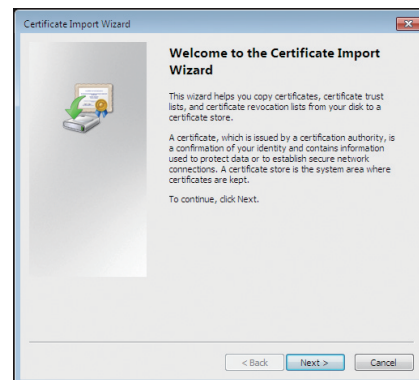 Certificate Import Wizard
Welcome to the Certificate Import
Wizard
This wizard helps you copy certificates, certificate trust
lists, and certificate revocation lists from your disk to a
certificate store.
A certificate, which is issued by a certification authority, is
a confirmation of your identity and contains information
used to protect data or to establish secure network
connections. A certificate store is the system area where
certificates are kept.
To continue, click Next.
< Back Next > Cancel